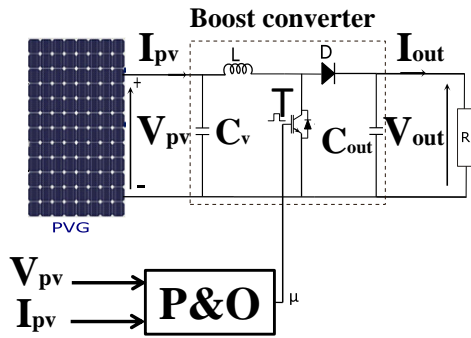 Boost converter
Ipv
L
D
Iout
+
T
Vpv
Cv
Cout
Vout
R
-
PVG
Vpv
Ipv
P&O
μ